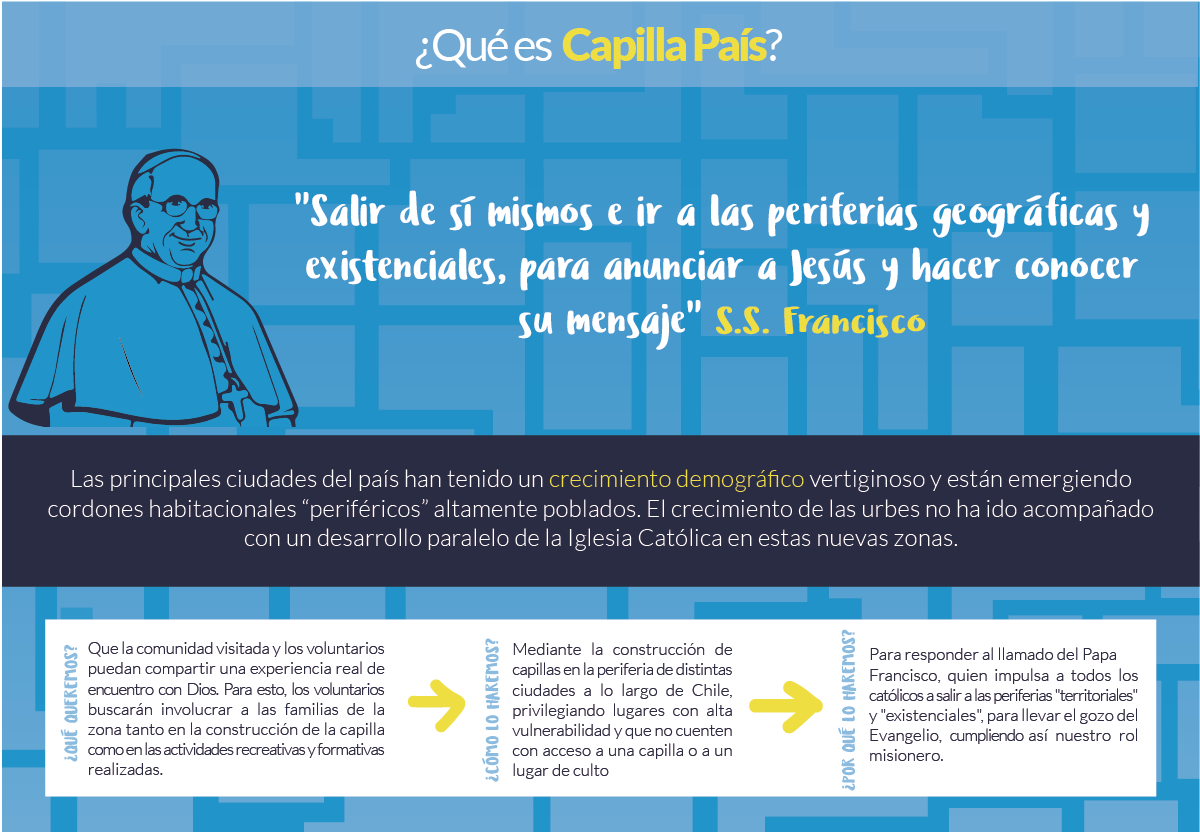 ¿Qué es Capilla País?
"Salir de sí mismos e ir a las periferias geográficas y
existenciales, para anunciar a Jesús y hacer conocer
su mensaje" S.S. Francisco
Las principales ciudades del país han tenido un crecimiento demográfico vertiginoso y están emergiendo
cordones habitacionales “periféricos” altamente poblados. El crecimiento de las urbes no ha ido acompañado
con un desarrollo paralelo de la Iglesia Católica en estas nuevas zonas.
¿QUÉ QUEREMOS?
Que la comunidad visitada y los voluntarios
puedan compartir una experiencia real de
encuentro con Dios. Para esto, los voluntarios
buscarán involucrar a las familias de la
zona tanto en la construcción de la capilla
como en las actividades recreativas y formativas
realizadas.
¿CÓMO LO HAREMOS?
Mediante la construcción de
capillas en la periferia de distintas
ciudades a lo largo de Chile,
privilegiando lugares con alta
vulnerabilidad y que no cuenten
con acceso a una capilla o a un
lugar de culto
¿POR QUÉ LO HAREMOS?
Para responder al llamado del Papa
Francisco, quien impulsa a todos los
católicos a salir a las periferias "territoriales"
y "existenciales", para llevar el gozo del
Evangelio, cumpliendo así nuestro rol
misionero.